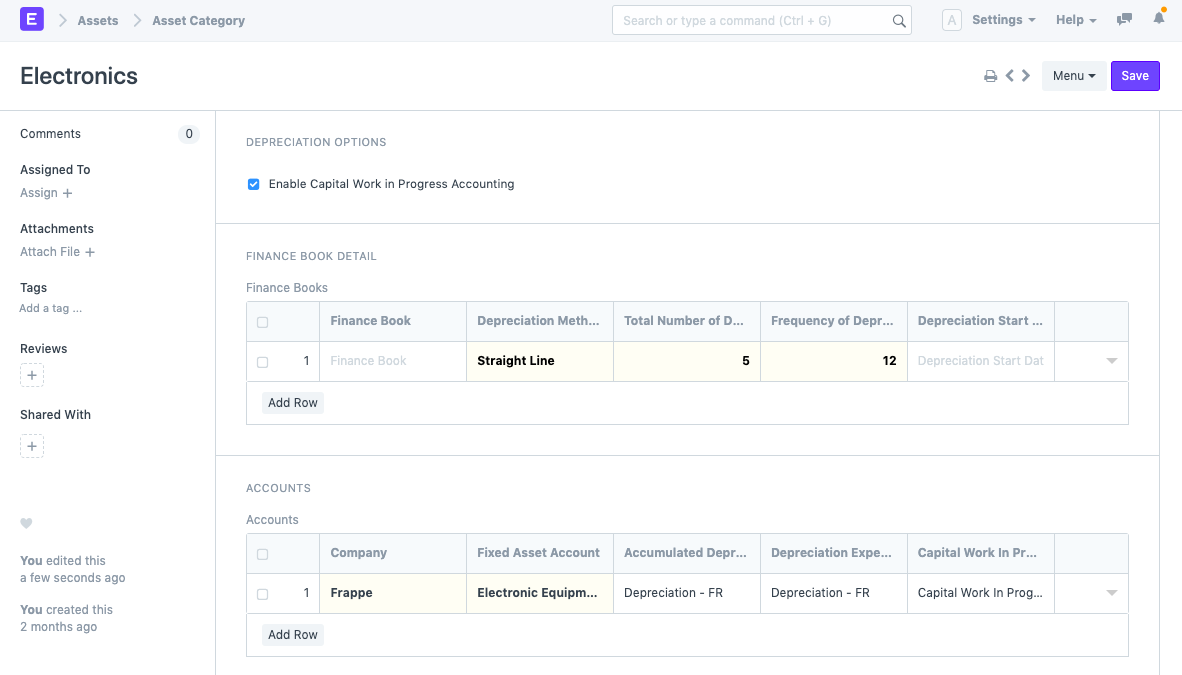 E Assets Asset Category Search or type a command (Ctrl + G) A Settings Help
Electronics Menu Save
Comments 0
Assigned To
Assign +
Attachments
Attach File +
Tags
Add a tag ...
Reviews
+
Shared With
+
You edited this
a few seconds ago
You created this
2 months ago
DEPRECIATION OPTIONS
Enable Capital Work in Progress Accounting
FINANCE BOOK DETAIL
Finance Books
Finance Book Depreciation Meth... Total Number of D... Frequency of Depr... Depreciation Start ...
1 Finance Book Straight Line 5 12 Depreciation Start Dat
Add Row
ACCOUNTS
Accounts
Company Fixed Asset Account Accumulated Depr... Depreciation Expe... Capital Work In Pr...
1 Frappe Electronic Equipm... Depreciation - FR Depreciation - FR Capital Work In Prog...
Add Row